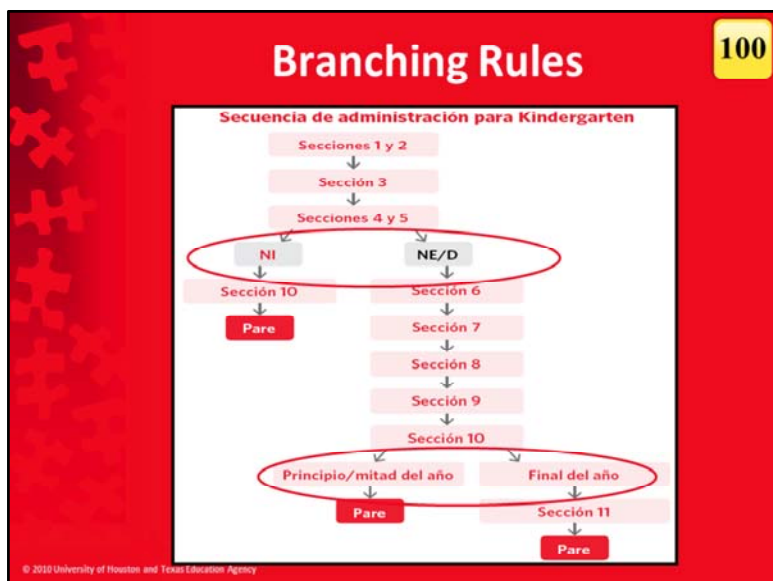 Branching Rules
100
Secuencia de administración para Kindergarten
Secciones 1 y 2
Sección 3
Secciones 4 y 5
NI
NE/D
Sección 10
Sección 6
Pare
Sección 7
Sección 8
Sección 9
Sección 10
Principio/mitad del año
Final del año
Pare
Sección 11
Pare
© 2010 University of Houston and Texas Education Agency